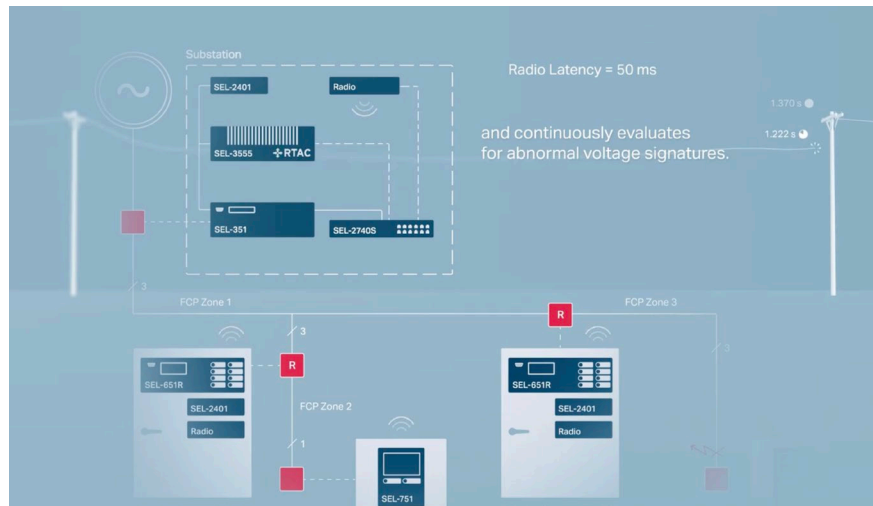 Substation
Radio Latency = 50 ms
SEL-2401
Radio
1.370 s
and continuously evaluates
for abnormal voltage signatures.
1.222 s
SEL-3555
RTAC
SEL-351
SEL-2740S
3
FCP Zone 1
FCP Zone 3
R
3
3
R
SEL-651R
SEL-651R
SEL-2401
FCP Zone 2
SEL-2401
Radio
Radio
1
SEL-751